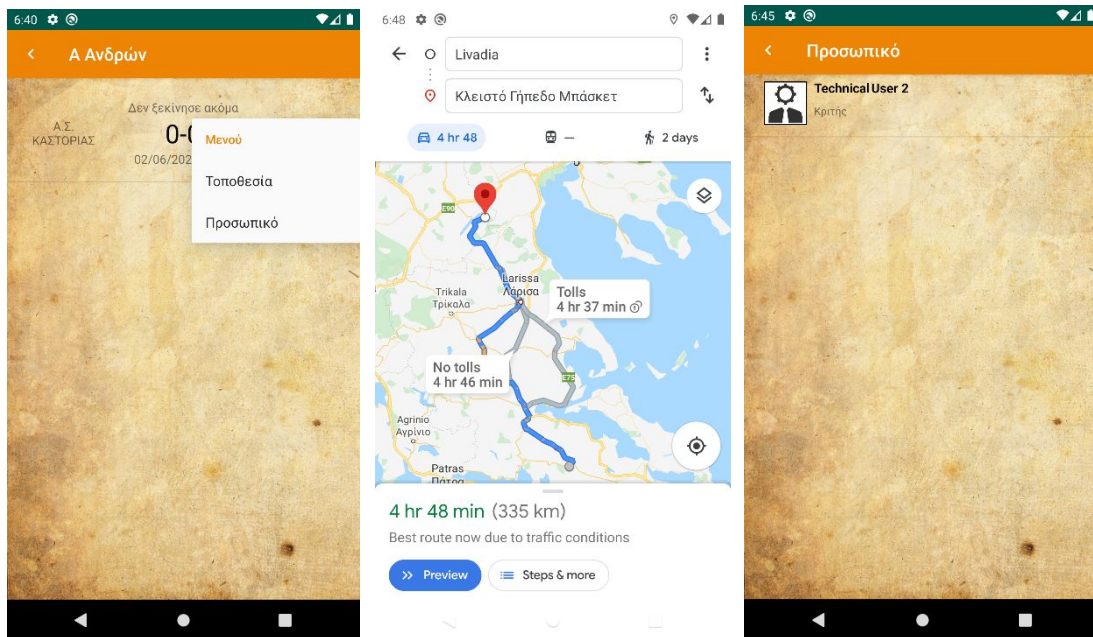 6:40
Α Ανδρών
Δεν ξεκίνησε ακόμα
Α.Σ.
ΚΑΣΤΟΡΙΑΣ
0-
02/06/202
Μενού
Τοποθεσία
Προσωπικό
6:48
Livadia
Κλειστό Γήπεδο Μπάσκετ
4 hr 48
–
2 days
E90
Larissa
Λάρισα
Trikala
Τρίκαλα
Tolls
4 hr 37 min
No tolls
4 hr 46 min
E75
Agrinio
Αγρίνιο
Patras
Πάτρα
4 hr 48 min (335 km)
Best route now due to traffic conditions
Preview
Steps & more
6:45
Προσωπικό
Technical User 2
Κριτής